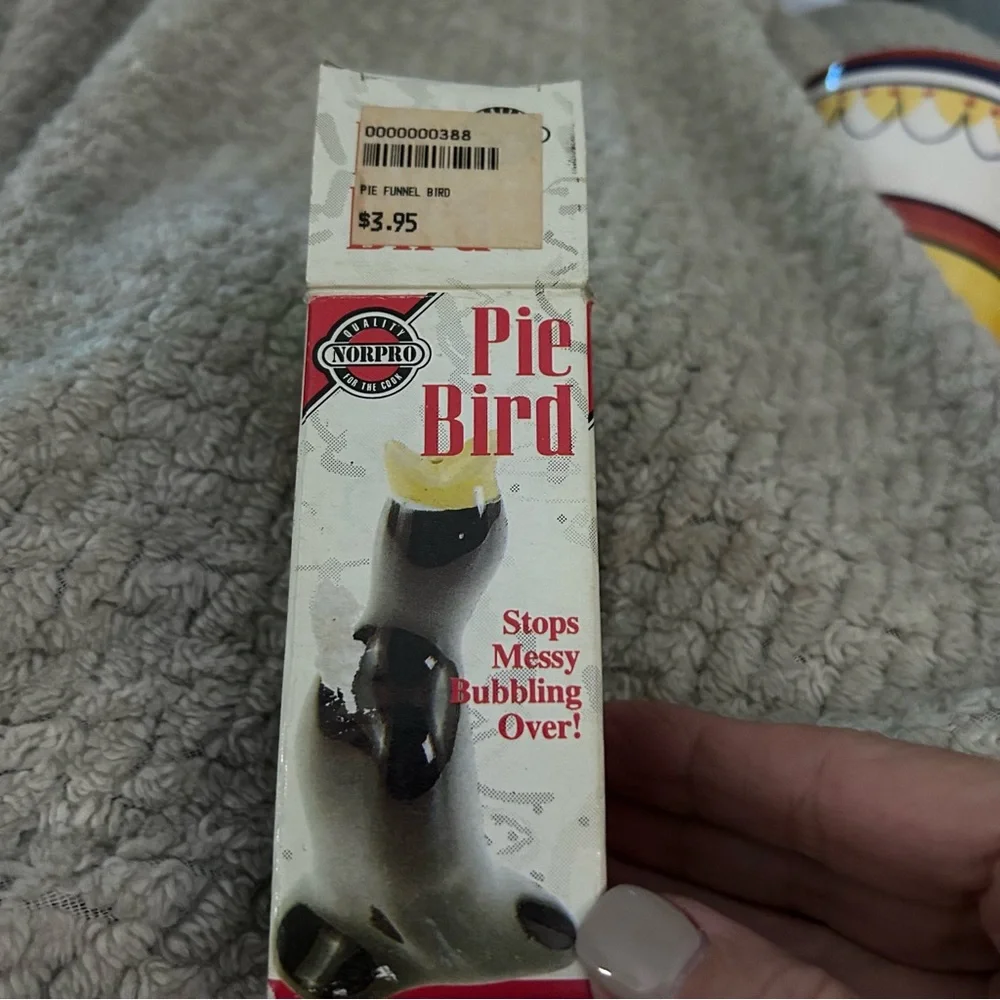 0000000388
PIE FUNNEL BIRD
$3.95
QUALITY
NORPRO
FOR THE COOK
Pie
Bird
Stops
Messy
Bubbling
Over!